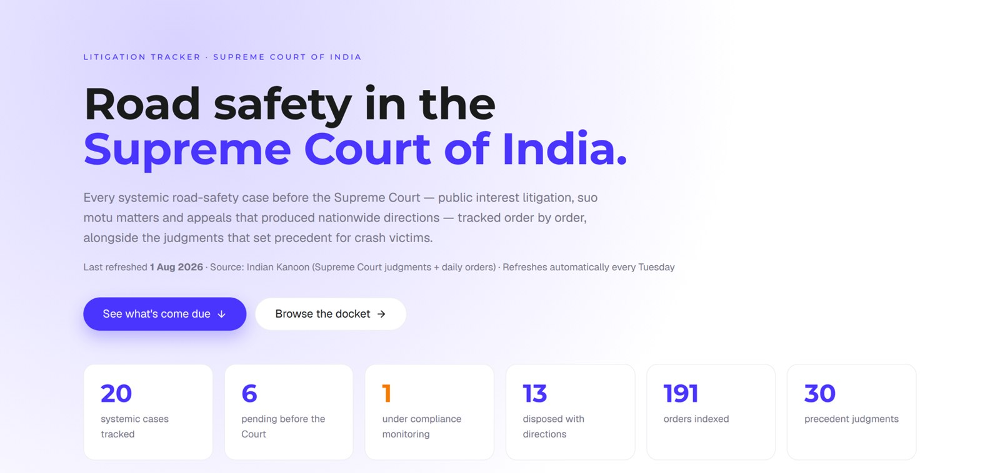 LITIGATION TRACKER · SUPREME COURT OF INDIA
Road safety in the
Supreme Court of India.
Every systemic road-safety case before the Supreme Court — public interest litigation, suo
motu matters and appeals that produced nationwide directions — tracked order by order,
alongside the judgments that set precedent for crash victims.
Last refreshed 1 Aug 2026 · Source: Indian Kanoon (Supreme Court judgments + daily orders) · Refreshes automatically every Tuesday
See what's come due ↓
Browse the docket →
20
systemic cases
tracked
6
pending before the
Court
1
under compliance
monitoring
13
disposed with
directions
191
orders indexed
30
precedent judgments